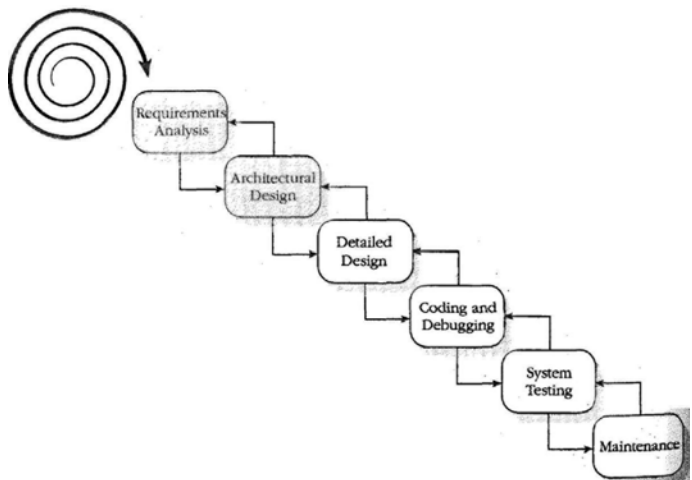 Requirements
Analysis
Architectural
Design
Detailed
Design
Coding and
Debugging
System
Testing
Maintenance